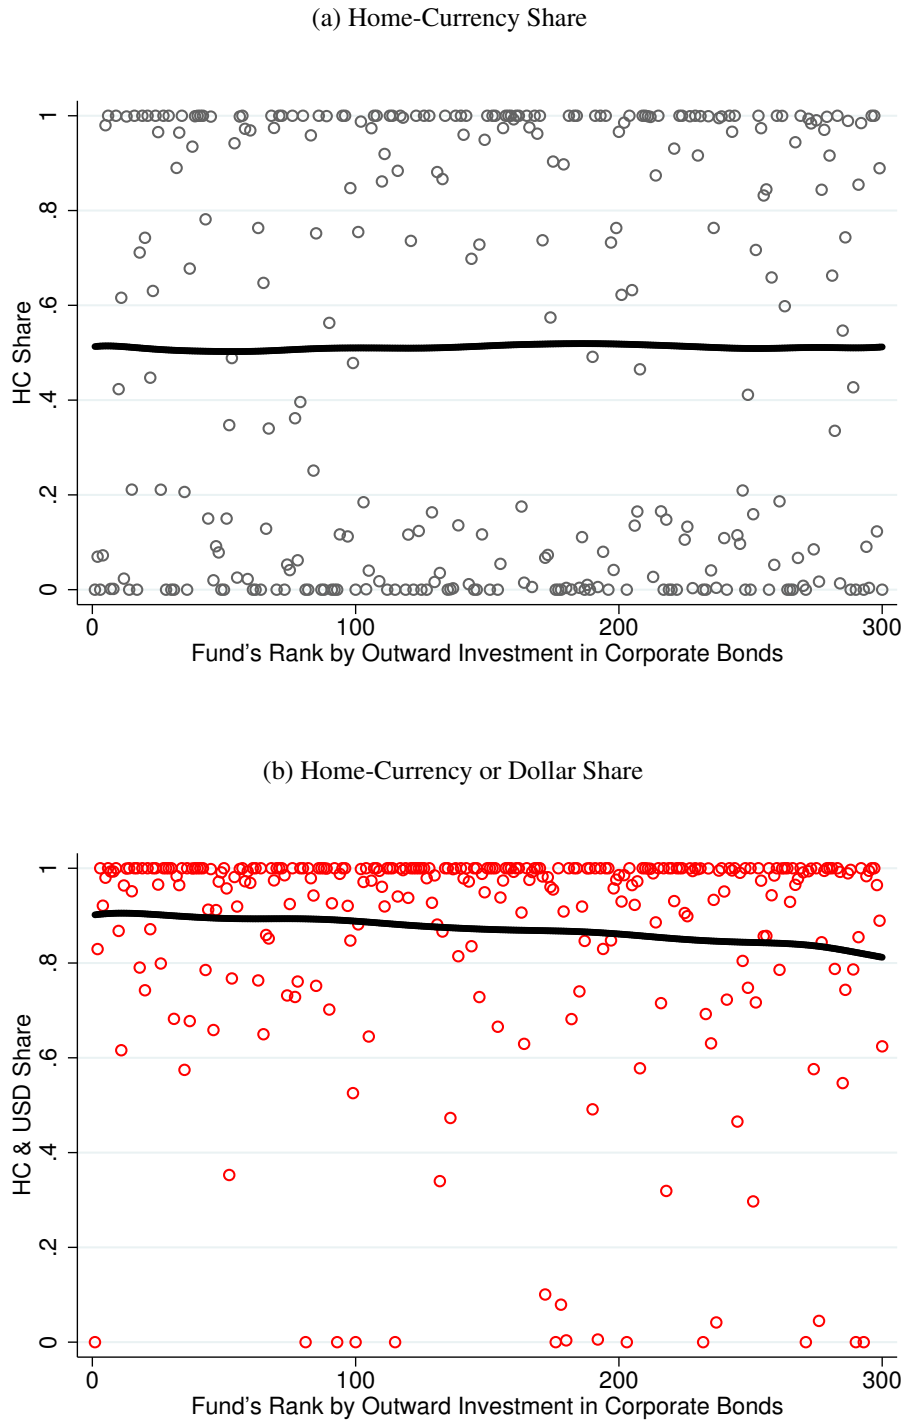 (a) Home-Currency Share
HC Share
1
.8
.6
.4
.2
0
0 100 200 300
Fund's Rank by Outward Investment in Corporate Bonds
(b) Home-Currency or Dollar Share
HC & USD Share
1
.8
.6
.4
.2
0
0 100 200 300
Fund's Rank by Outward Investment in Corporate Bonds